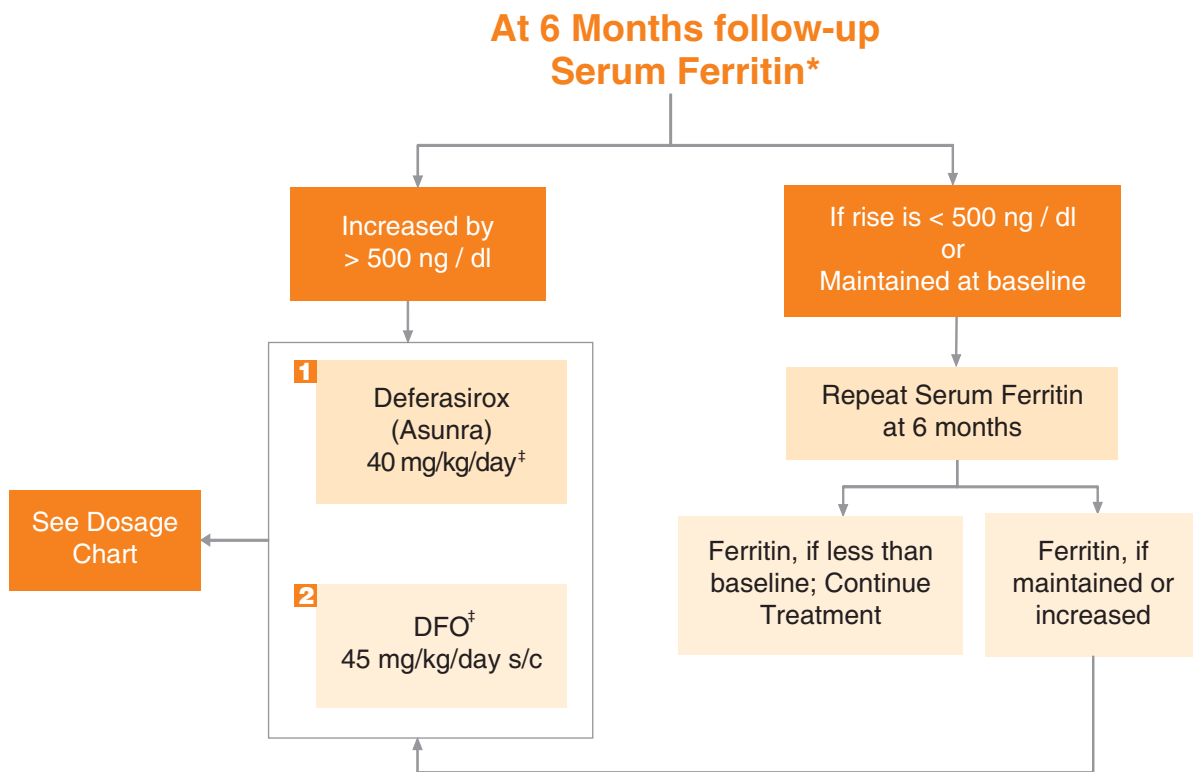 At 6 Months follow-up
Serum Ferritin*
Increased by
> 500 ng / dl
If rise is < 500 ng / dl
or
Maintained at baseline
1
Deferasirox
(Asunra)
40 mg/kg/day‡
Repeat Serum Ferritin
at 6 months
See Dosage
Chart
2
DFO‡
45 mg/kg/day s/c
Ferritin, if less than
baseline; Continue
Treatment
Ferritin, if
maintained or
increased